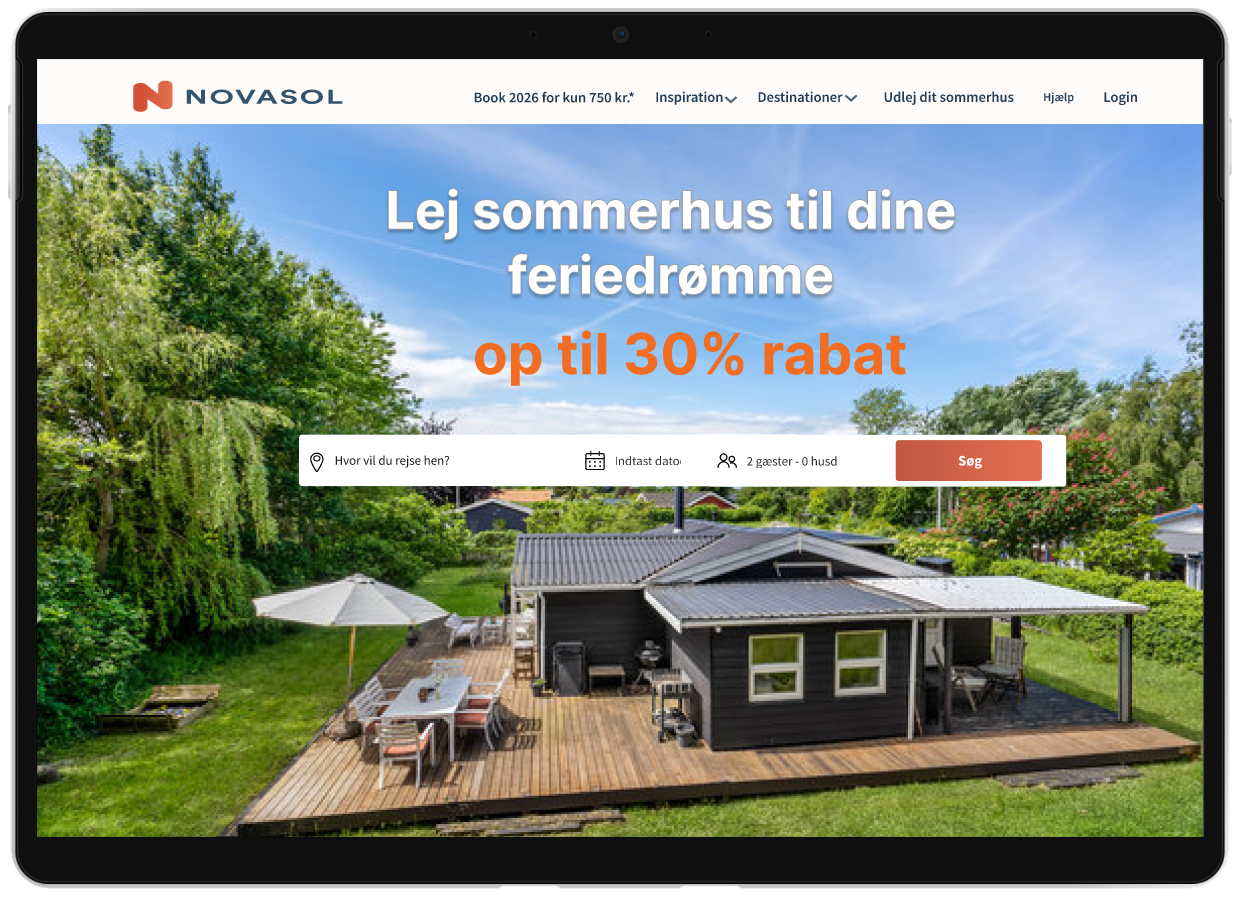 NOVASOL
Book 2026 for kun 750 kr.* Inspiration Destinationer Udlej dit sommerhus Hjælp Login
Lej sommerhus til dine
feriedrømme
op til 30% rabat
Hvor vil du rejse hen? Indtast dato 2 gæster - 0 husd Søg